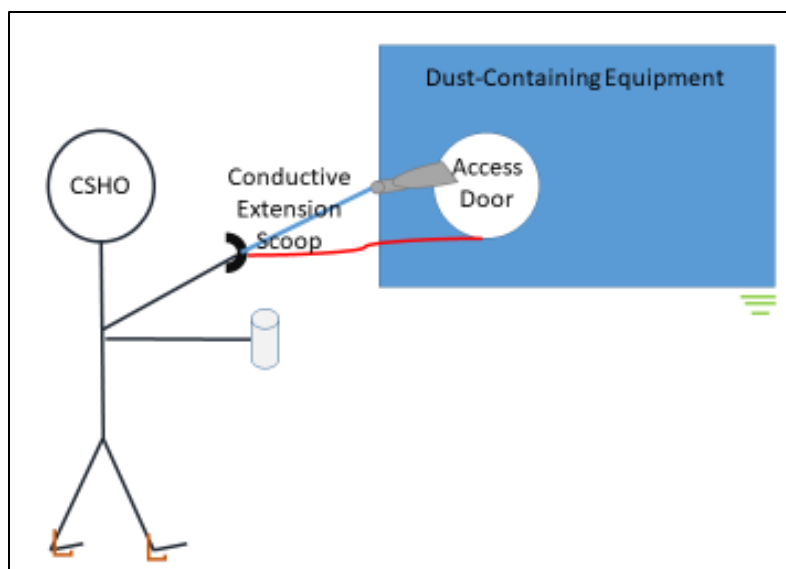 Dust-Containing Equipment
CSHO
Conductive
Extension
Scoop
Access
Door